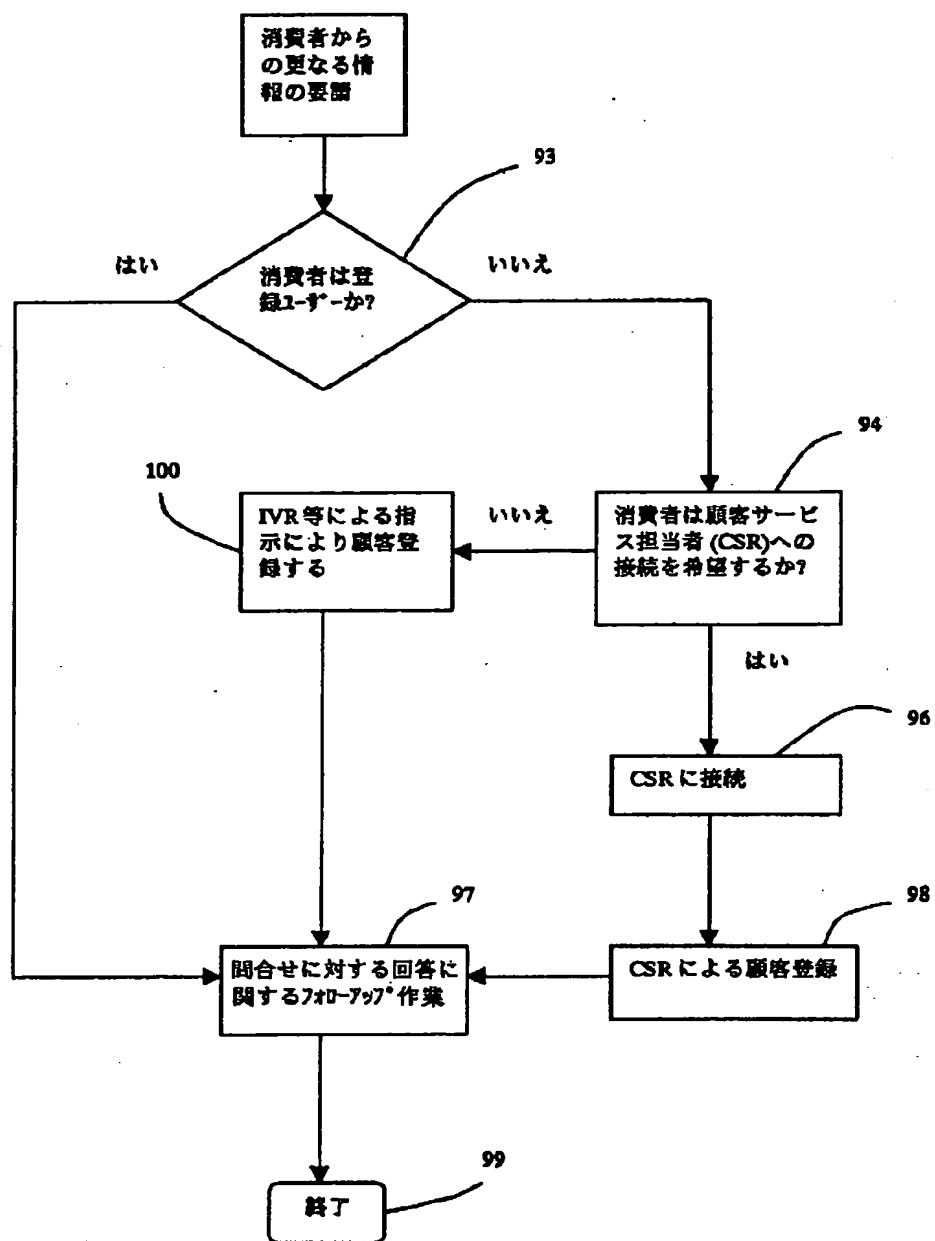 消費者から
の更なる情
報の要請
93
はい
いいえ
消費者は登
録ﾕｰｻﾞｰか?
94
100
IVR等による指
示により顧客登
録する
いいえ
消費者は顧客サービ
ス担当者(CSR)への
接続を希望するか?
はい
96
CSRに接続
97
98
問合せに対する回答に
関するﾌｫﾛｰｱｯﾌﾟ作業
CSRによる顧客登録
99
終了